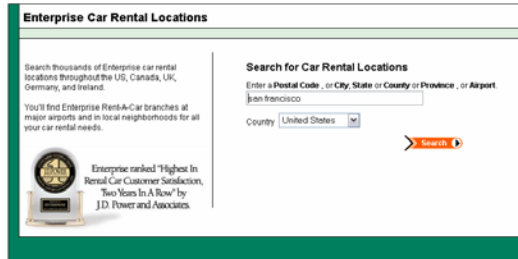 Enterprise Car Rental Locations
Search thousands of Enterprise car rental
locations throughout the US, Canada, UK,
Germany, and Ireland.
You'll find Enterprise Rent-A-Car branches at
major airports and in local neighborhoods for all
your car rental needs.
Enterprise ranked "Highest In
Rental Car Customer Satisfaction,
Two Years In A Row" by
J.D. Power and Associates.
Search for Car Rental Locations
Enter a Postal Code , or City, State or County or Province , or Airport.
san francisco
Country United States
Search